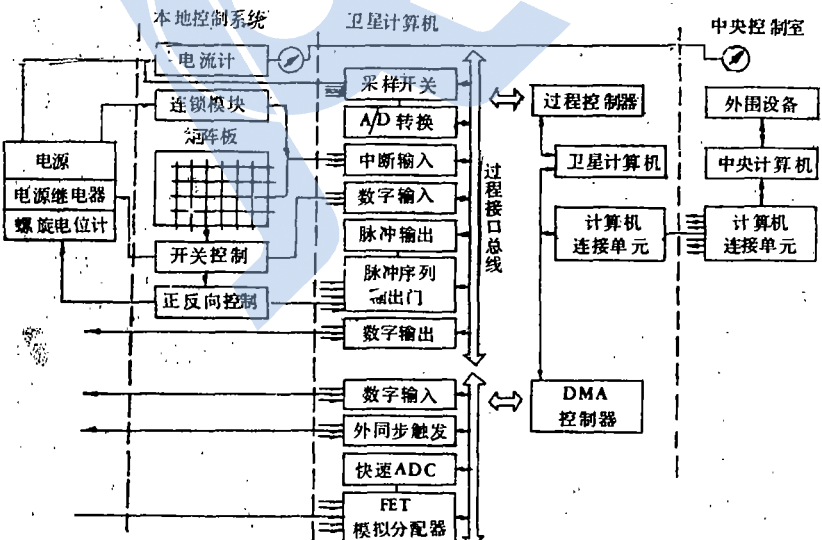 本地控制系统
卫星计算机
中央控制室
电流计
连锁模块
矩阵板
电源
电源继电器
螺旋电位计
开关控制
正反向控制
采样开关
A/D转换
中断输入
数字输入
脉冲输出
脉冲序列
输出门
数字输出
数字输入
外同步触发
快速ADC
FET
模拟分配器
过程接口总线
过程控制器
卫星计算机
计算机
连接单元
DMA
控制器
外围设备
中央计算机
计算机
连接单元